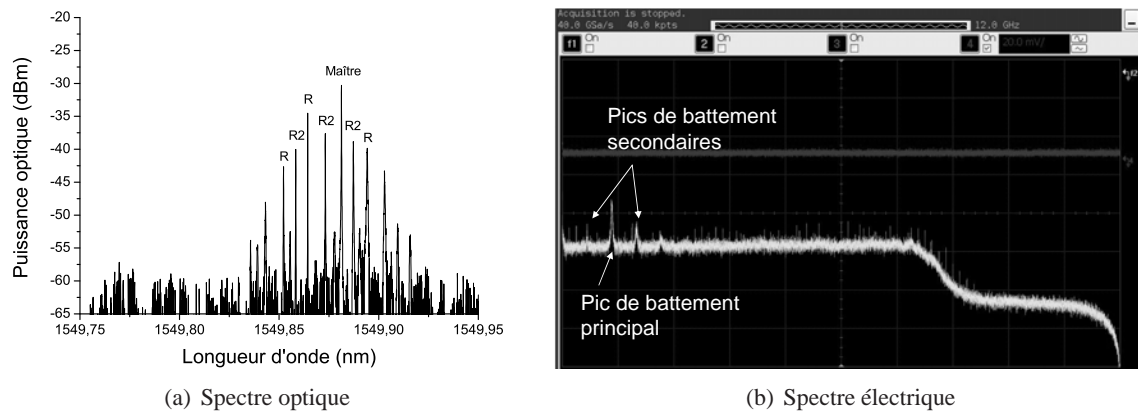 Puissance optique (dBm)
-20
-25
-30
-35
-40
-45
-50
-55
-60
-65
Maître
R
R2
R2
R2
R
R
1549,75
1549,80
1549,85
1549,90
1549,95
Longueur d'onde (nm)
(a) Spectre optique
Acquisition is stopped.
40.0 GSa/s 40.0 kpts
12.0 GHz
f1 On
2 On
3 On
4 On 20.0 mV/
Pics de battement
secondaires
Pic de battement
principal
(b) Spectre électrique